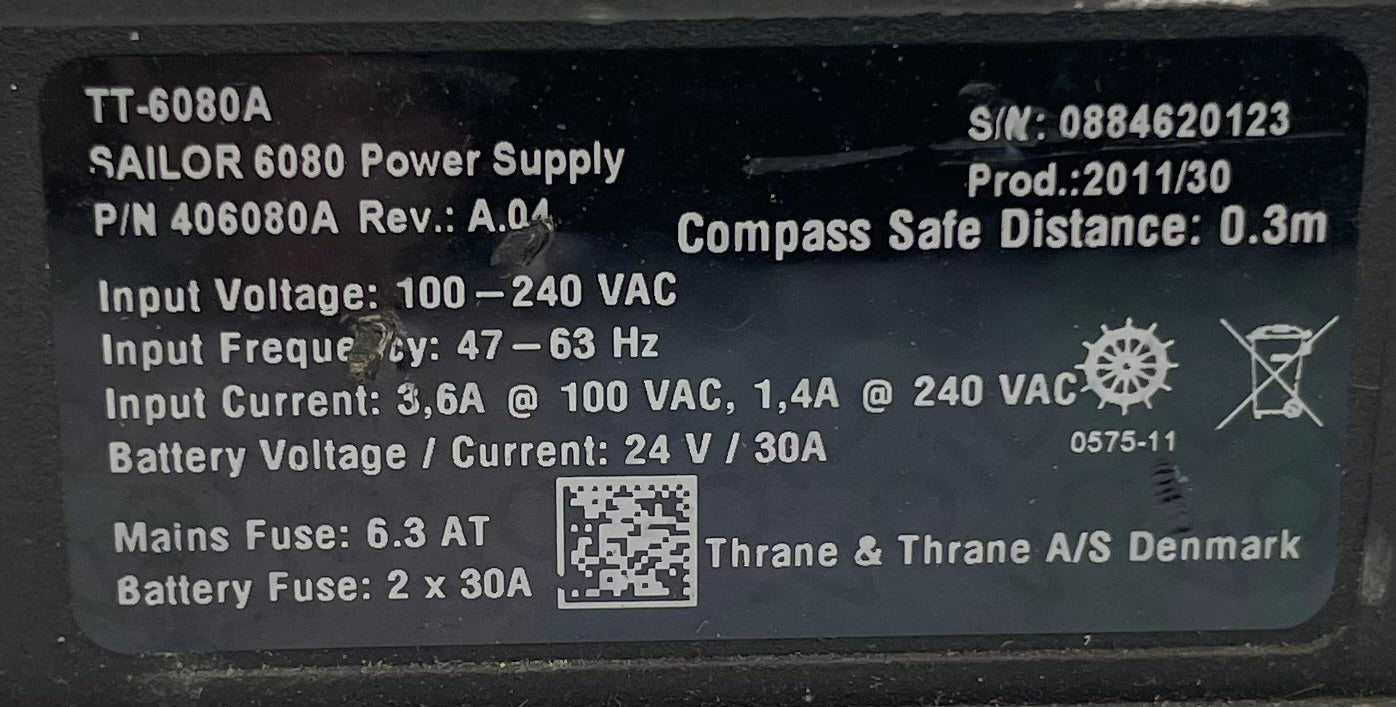 TT-6080A
SAILOR 6080 Power Supply
P/N 406080A Rev.: A.04
S/N: 0884620123
Prod.:2011/30
Compass Safe Distance: 0.3m
Input Voltage: 100–240 VAC
Input Frequency: 47–63 Hz
Input Current: 3,6A @ 100 VAC, 1,4A @ 240 VAC
Battery Voltage / Current: 24 V / 30A
0575-11
Mains Fuse: 6.3 AT
Battery Fuse: 2 x 30A
Thrane & Thrane A/S Denmark